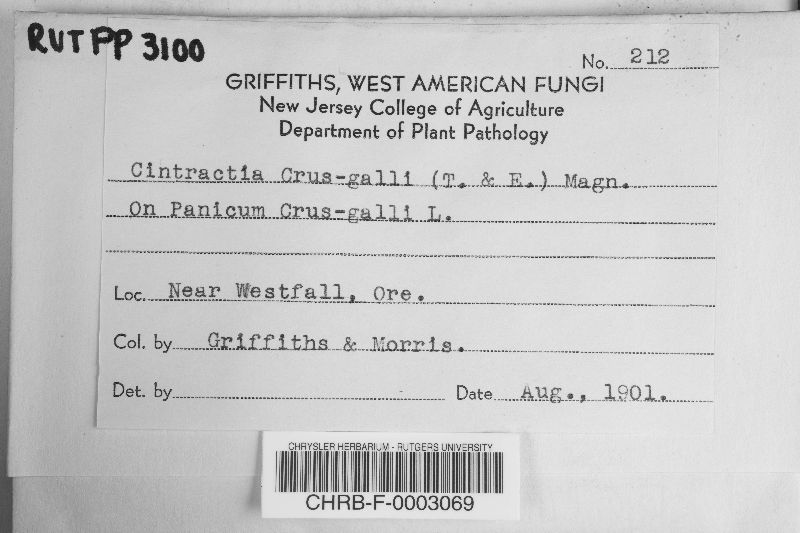 RUTPP 3100
No. 212
GRIFFITHS, WEST AMERICAN FUNGI
New Jersey College of Agriculture
Department of Plant Pathology
Cintractia Crus-galli (T. & E.) Magn.
On Panicum Crus-galli L.
Loc. Near Westfall, Ore.
Col. by Griffiths & Morris.
Det. by Date Aug., 1901.
CHRYSLER HERBARIUM - RUTGERS UNIVERSITY
CHRB-F-0003069